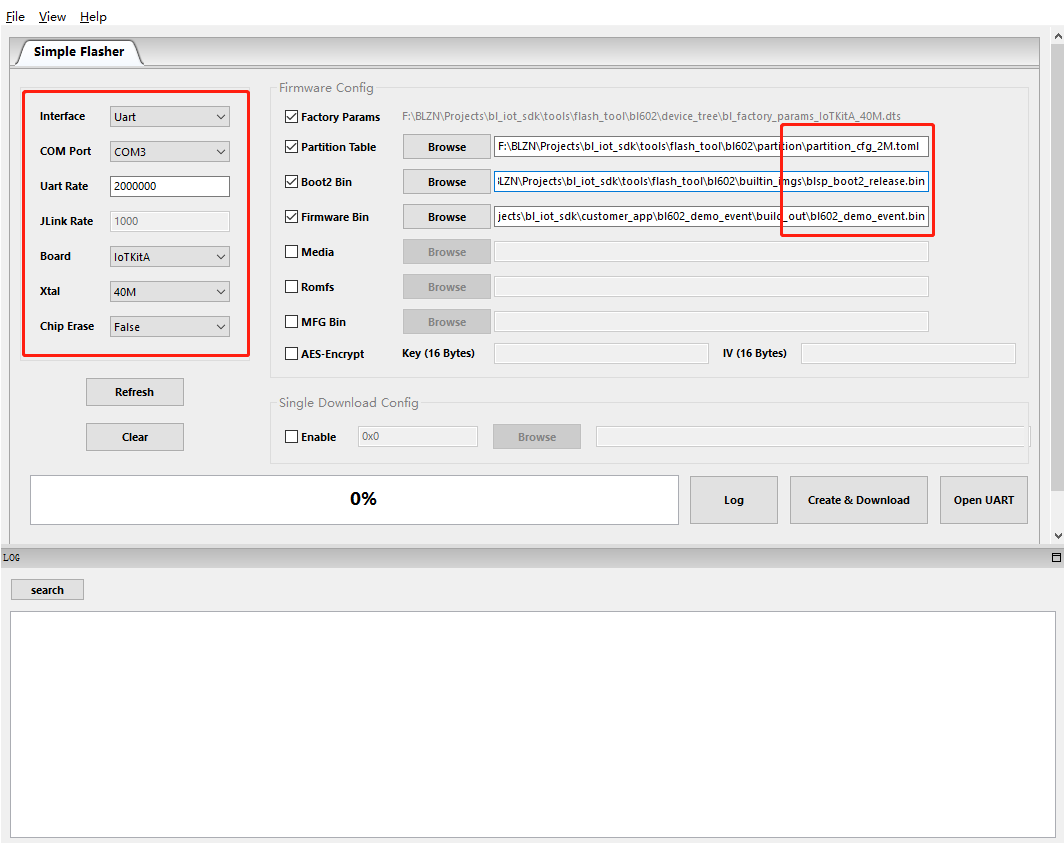 File View Help
Simple Flasher
Interface Uart
COM Port COM3
Uart Rate 2000000
JLink Rate 1000
Board IoTKitA
Xtal 40M
Chip Erase False
Refresh
Clear
Firmware Config
Factory Params F:\BLZN\Projects\bl_iot_sdk\tools\flash_tool\bl602\device_tree\bl_factory_params_IoTKitA_40M.dts
Partition Table Browse F:\BLZN\Projects\bl_iot_sdk\tools\flash_tool\bl602\partition\partition_cfg_2M.toml
Boot2 Bin Browse LZN\Projects\bl_iot_sdk\tools\flash_tool\bl602\builtin_imgs\blsp_boot2_release.bin
Firmware Bin Browse jects\bl_iot_sdk\customer_app\bl602_demo_event\build_out\bl602_demo_event.bin
Media Browse
Romfs Browse
MFG Bin Browse
AES-Encrypt Key (16 Bytes) IV (16 Bytes)
Single Download Config
Enable 0x0 Browse
0% Log Create & Download Open UART
LOG
search